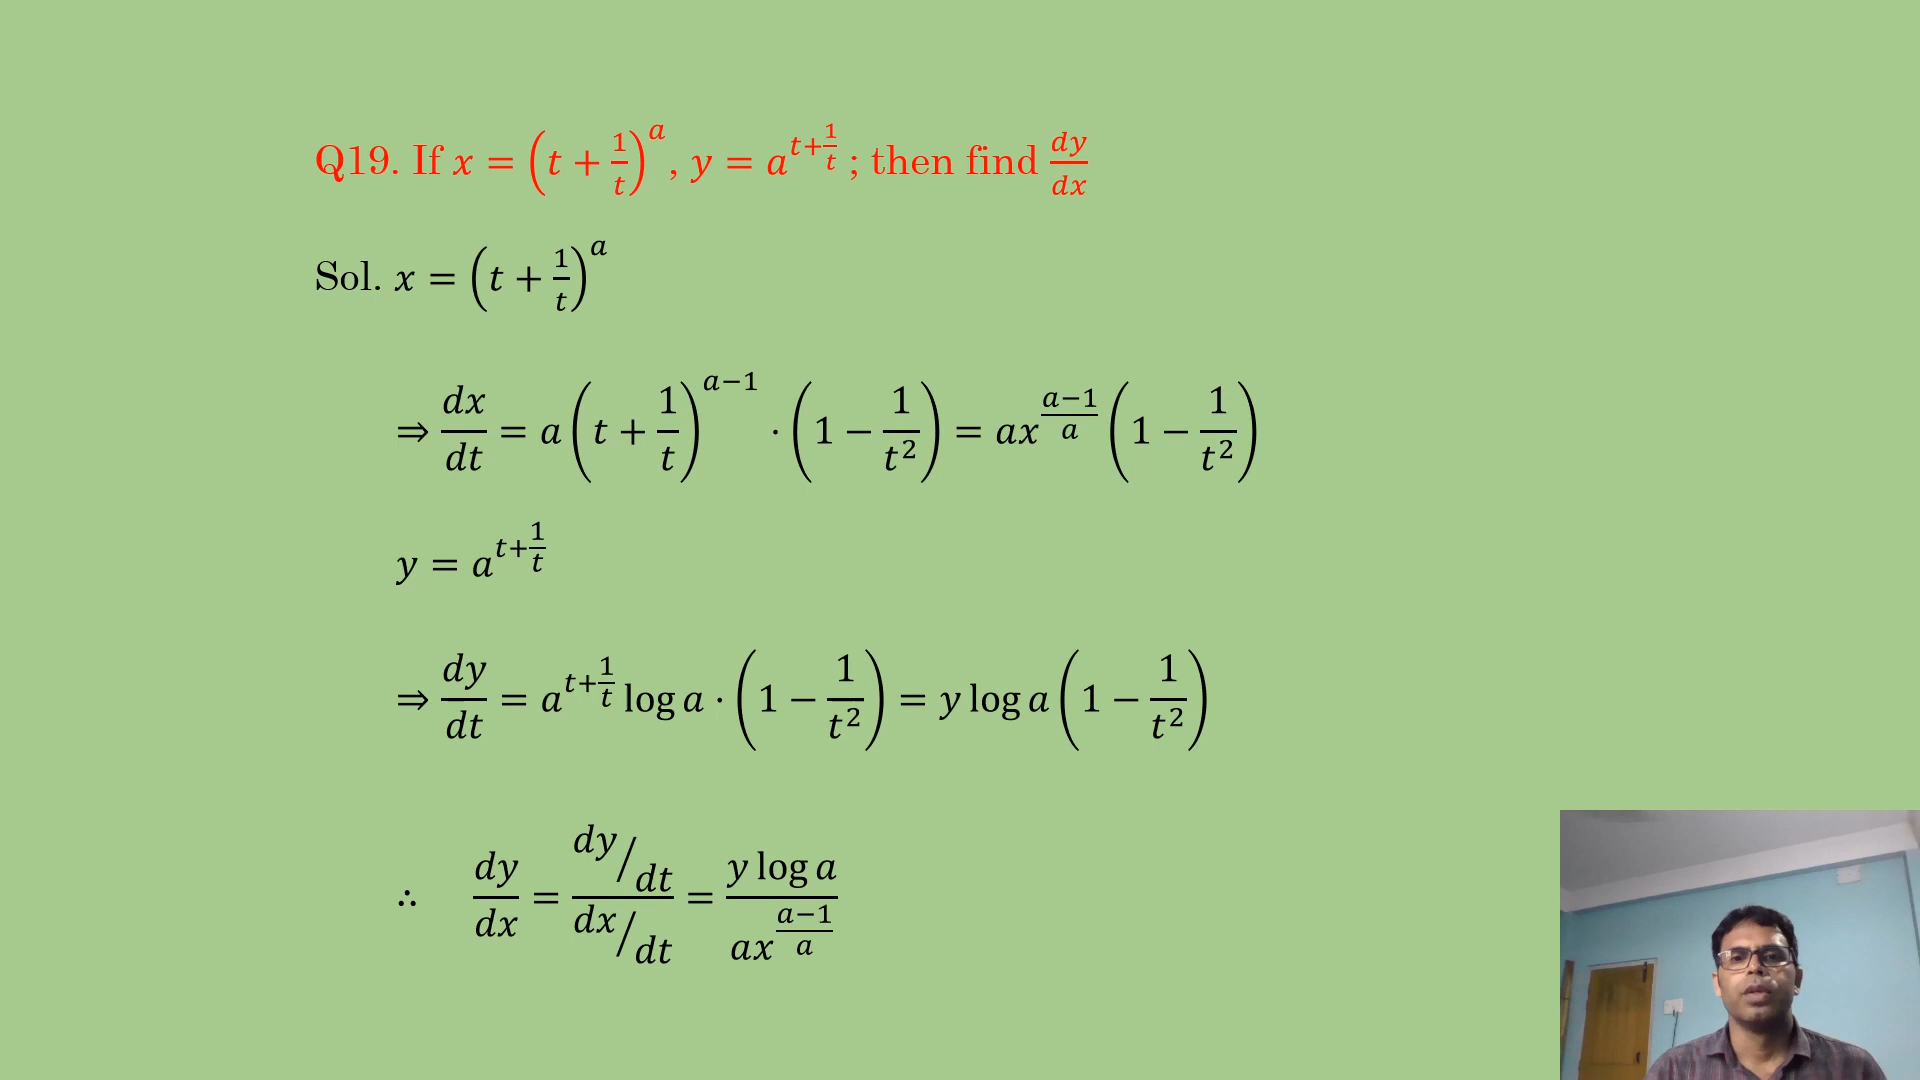 Q19. If x = (t + 1/t)^a, y = a^(t+1/t) ; then find dy/dx
Sol. x = (t + 1/t)^a
⇒ dx/dt = a (t + 1/t)^(a−1) · (1 − 1/t²) = ax^((a−1)/a) (1 − 1/t²)
y = a^(t+1/t)
⇒ dy/dt = a^(t+1/t) log a · (1 − 1/t²) = y log a (1 − 1/t²)
∴ dy/dx = (dy/dt)/(dx/dt) = (y log a)/(ax^((a−1)/a))